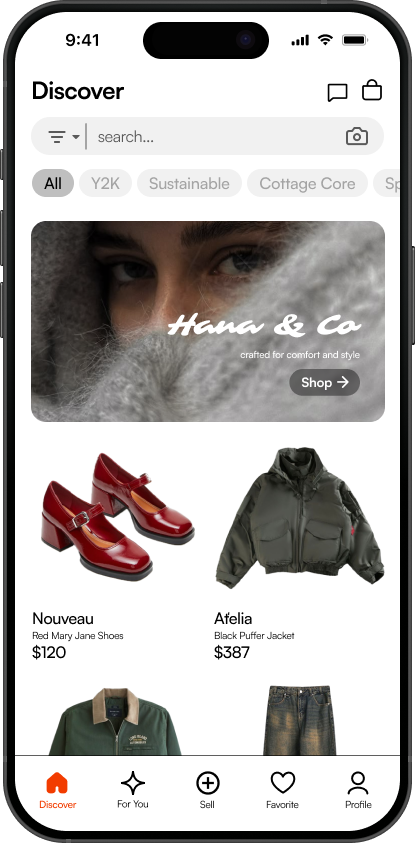 9:41
Discover
search...
All Y2K Sustainable Cottage Core Sp
Hana & Co
crafted for comfort and style
Shop →
Nouveau
Red Mary Jane Shoes
$120
Afelia
Black Puffer Jacket
$387
Discover For You Sell Favorite Profile